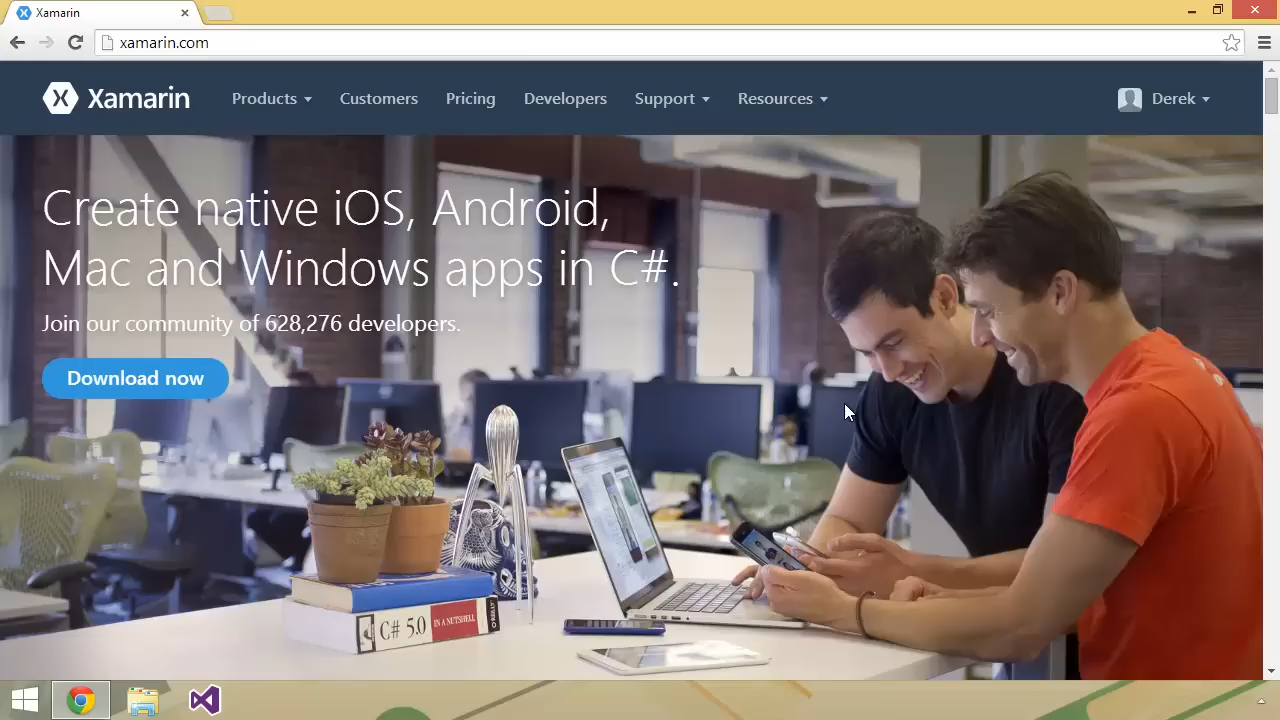 Xamarin
xamarin.com
Xamarin Products Customers Pricing Developers Support Resources Derek
Create native iOS, Android,
Mac and Windows apps in C#.
Join our community of 628,276 developers.
Download now
C# 5.0 IN A NUTSHELL O'REILLY